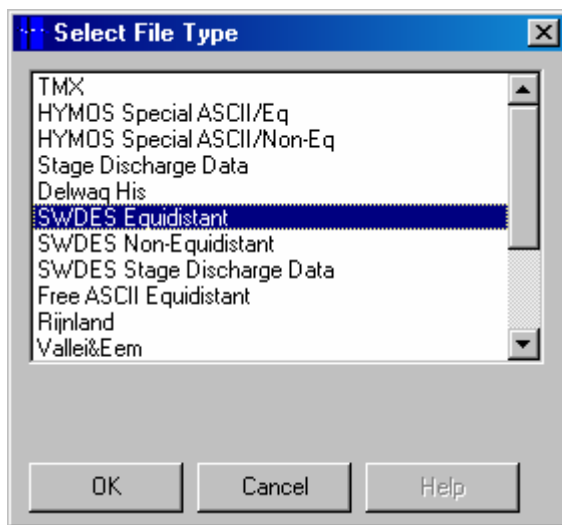 Select File Type
TMX
HYMOS Special ASCII/Eq
HYMOS Special ASCII/Non-Eq
Stage Discharge Data
Delwaq His
SWDES Equidistant
SWDES Non-Equidistant
SWDES Stage Discharge Data
Free ASCII Equidistant
Rijnland
Vallei&Eem
OK Cancel Help